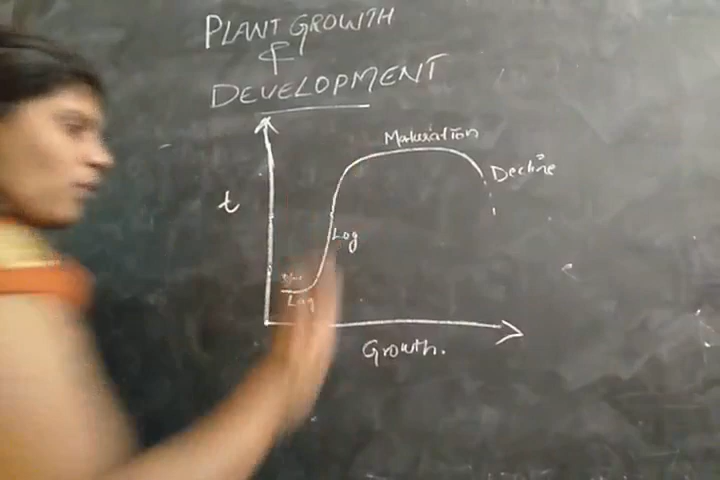 PLANT GROWTH
&
DEVELOPMENT
Maturation
Decline
t
Log
Lag
Growth.